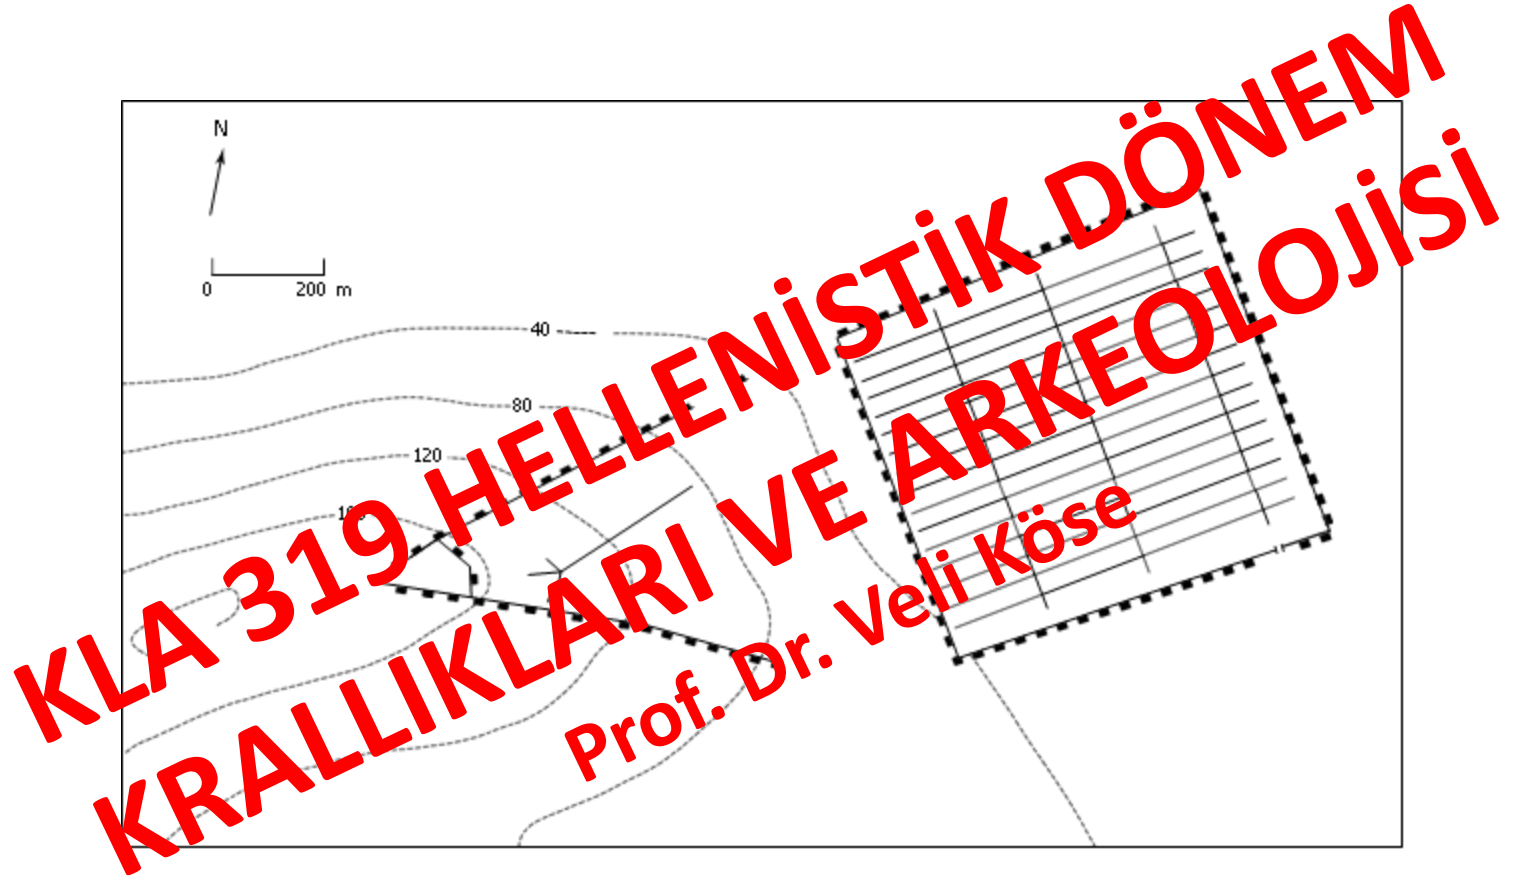 N
0 200 m
40
80
120
KLA 319 HELLENİSTİK DÖNEM
KRALLIKLARI VE ARKEOLOJİSİ
Prof. Dr. Veli Köse